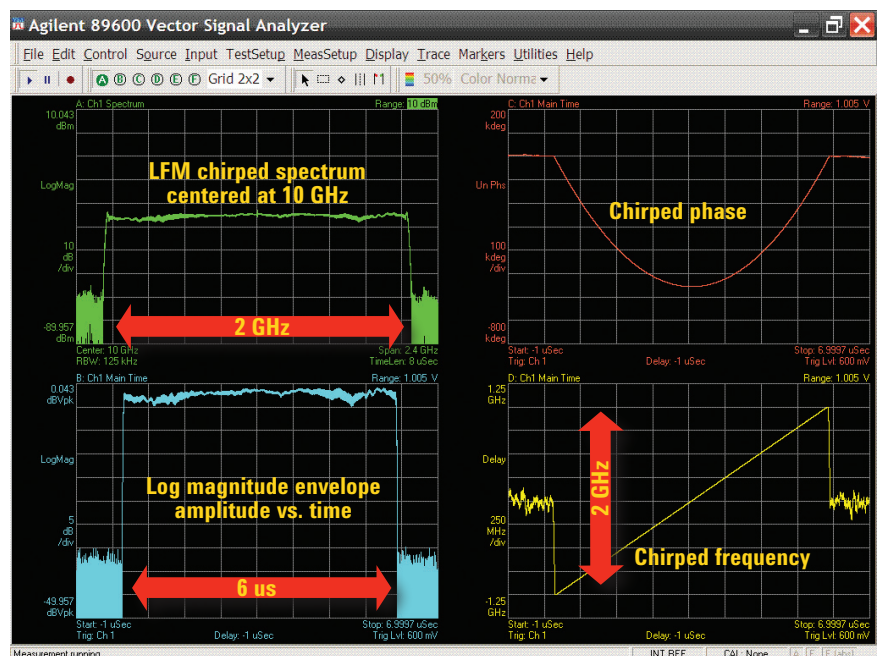 Agilent 89600 Vector Signal Analyzer
File Edit Control Source Input TestSetup MeasSetup Display Trace Markers Utilities Help
A B C D E F Grid 2x2 50% Color Norma
A: Ch1 Spectrum Range: 10 dBm
10.043
dBm
LogMag
LFM chirped spectrum
centered at 10 GHz
10
dB
/div
2 GHz
-89.957
dBm
Center: 10 GHz Span: 2.4 GHz
RBW: 125 kHz TimeLen: 8 uSec
C: Ch1 Main Time Range: 1.005 V
200
kdeg
Un Phs
Chirped phase
100
kdeg
/div
-800
kdeg
Start: -1 uSec Stop: 6.9997 uSec
Trig: Ch 1 Delay: -1 uSec Trig Lvl: 600 mV
B: Ch1 Main Time Range: 1.005 V
0.043
dBVpk
LogMag
Log magnitude envelope
amplitude vs. time
5
dB
/div
6 us
-49.957
dBVpk
Start: -1 uSec Stop: 6.9997 uSec
Trig: Ch 1 Delay: -1 uSec Trig Lvl: 600 mV
D: Ch1 Main Time Range: 1.005 V
1.25
GHz
Delay
2 GHz
250
MHz
/div
Chirped frequency
-1.25
GHz
Start: -1 uSec Stop: 6.9997 uSec
Trig: Ch 1 Delay: -1 uSec Trig Lvl: 600 mV
Measurement running INT REF CAL: None